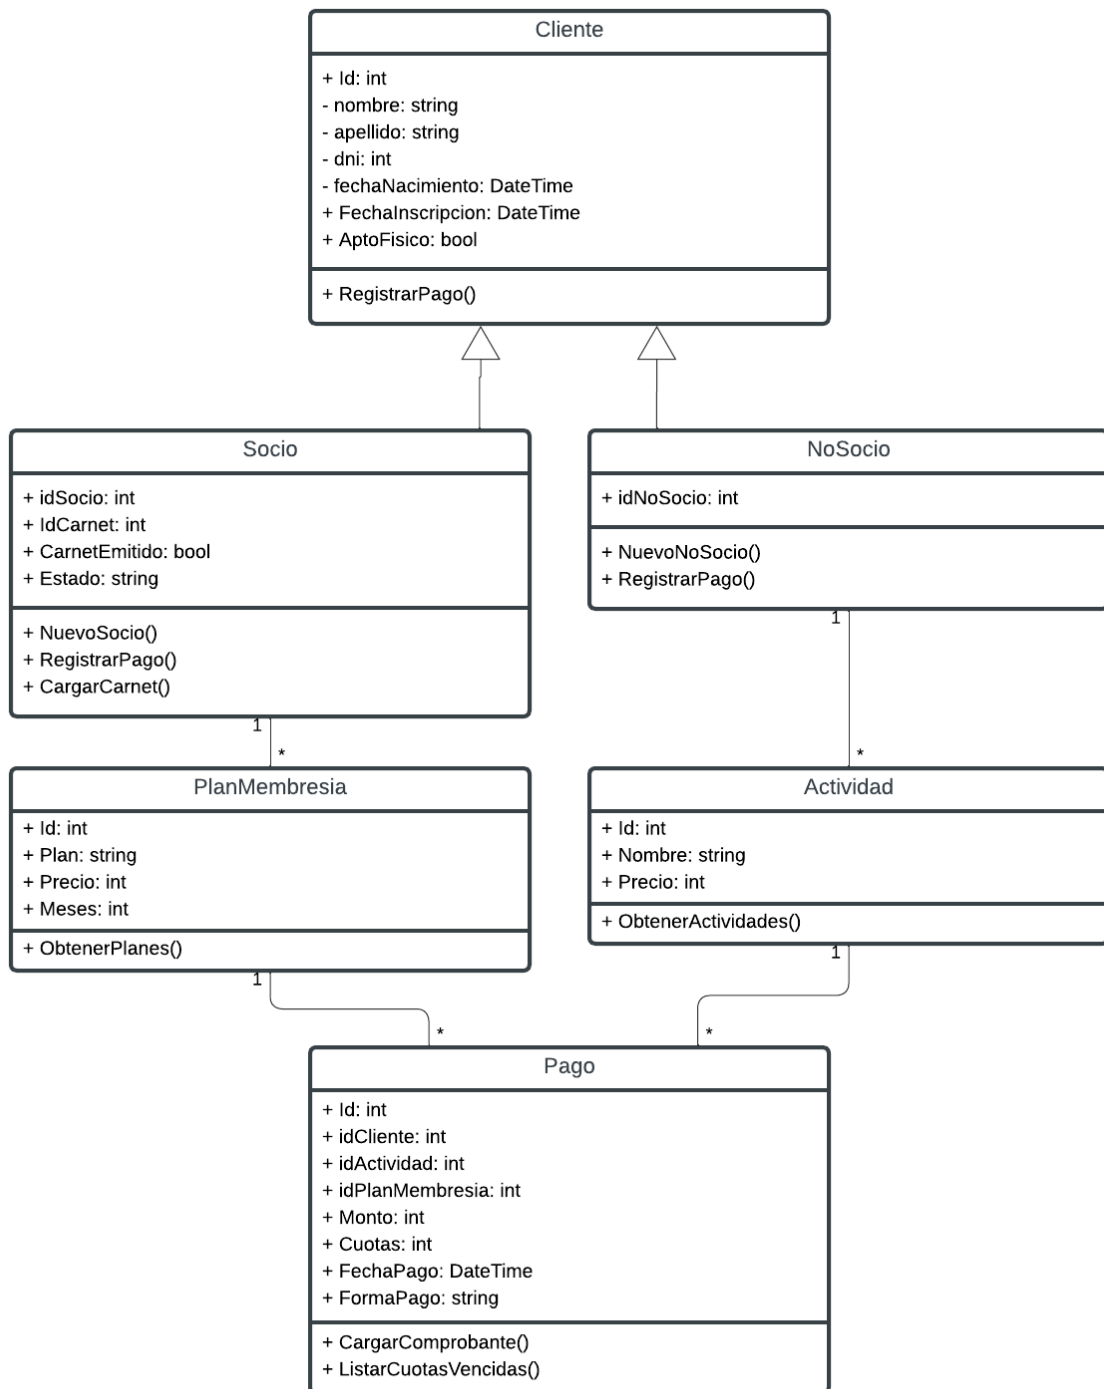 Cliente
+ Id: int
- nombre: string
- apellido: string
- dni: int
- fechaNacimiento: DateTime
+ FechaInscripcion: DateTime
+ AptoFisico: bool
+ RegistrarPago()
Socio
+ idSocio: int
+ IdCarnet: int
+ CarnetEmitido: bool
+ Estado: string
+ NuevoSocio()
+ RegistrarPago()
+ CargarCarnet()
1
*
NoSocio
+ idNoSocio: int
+ NuevoNoSocio()
+ RegistrarPago()
1
*
PlanMembresia
+ Id: int
+ Plan: string
+ Precio: int
+ Meses: int
+ ObtenerPlanes()
1
*
Actividad
+ Id: int
+ Nombre: string
+ Precio: int
+ ObtenerActividades()
1
*
Pago
+ Id: int
+ idCliente: int
+ idActividad: int
+ idPlanMembresia: int
+ Monto: int
+ Cuotas: int
+ FechaPago: DateTime
+ FormaPago: string
+ CargarComprobante()
+ ListarCuotasVencidas()